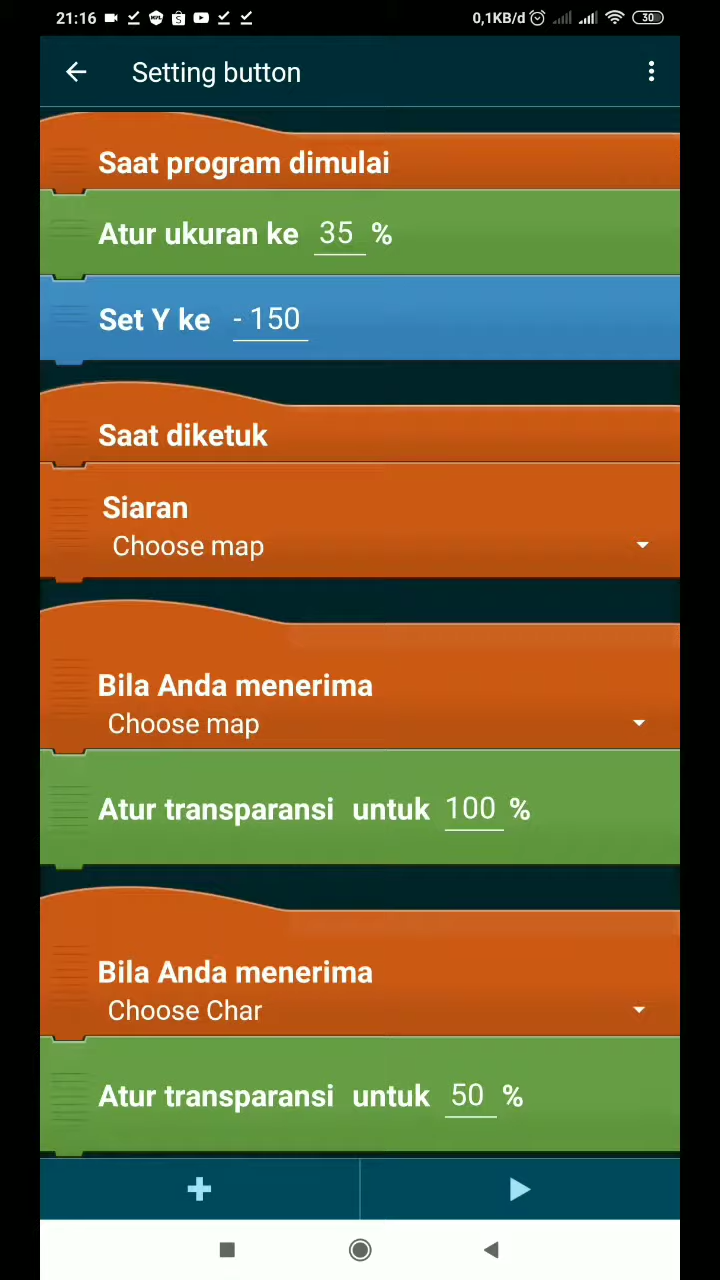 21:16 0,1KB/d 30
Setting button
Saat program dimulai
Atur ukuran ke 35 %
Set Y ke - 150
Saat diketuk
Siaran
Choose map
Bila Anda menerima
Choose map
Atur transparansi untuk 100 %
Bila Anda menerima
Choose Char
Atur transparansi untuk 50 %